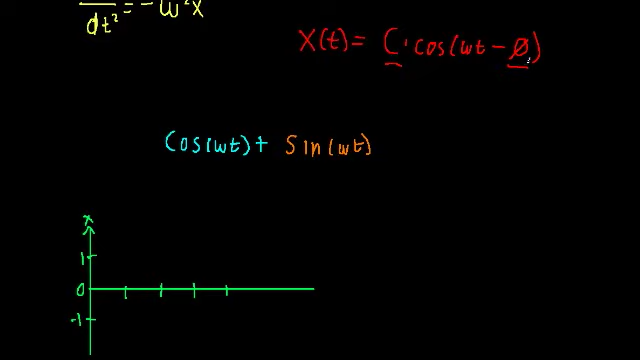 dt² = -ω²x
x(t) = C · cos(ωt - ø)
cos(ωt) + sin(ωt)
x
1
0
-1